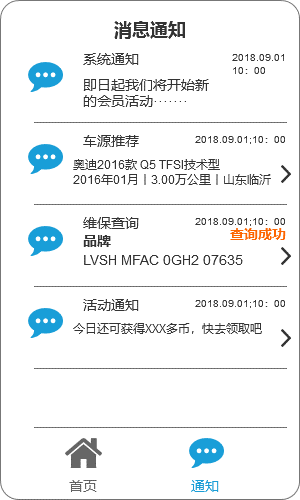 消息通知
系统通知 2018.09.01
10：00
即日起我们将开始新
的会员活动·······
车源推荐 2018.09.01;10：00
奥迪2016款 Q5 TFSI技术型
2016年01月丨3.00万公里丨山东临沂
维保查询 2018.09.01;10：00
品牌 查询成功
LVSH MFAC 0GH2 07635
活动通知 2018.09.01;10：00
今日还可获得XXX多币，快去领取吧
首页 通知